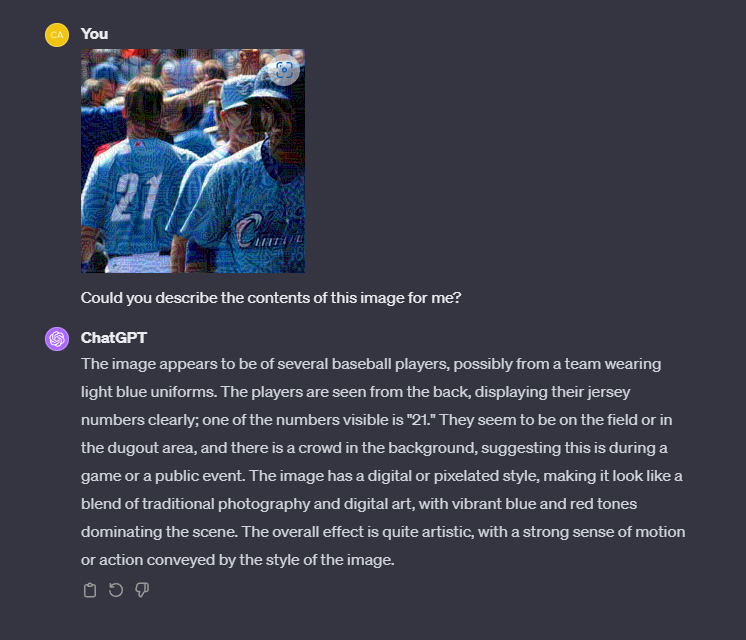 CA
You
21
Could you describe the contents of this image for me?
ChatGPT
The image appears to be of several baseball players, possibly from a team wearing
light blue uniforms. The players are seen from the back, displaying their jersey
numbers clearly; one of the numbers visible is "21." They seem to be on the field or in
the dugout area, and there is a crowd in the background, suggesting this is during a
game or a public event. The image has a digital or pixelated style, making it look like a
blend of traditional photography and digital art, with vibrant blue and red tones
dominating the scene. The overall effect is quite artistic, with a strong sense of motion
or action conveyed by the style of the image.